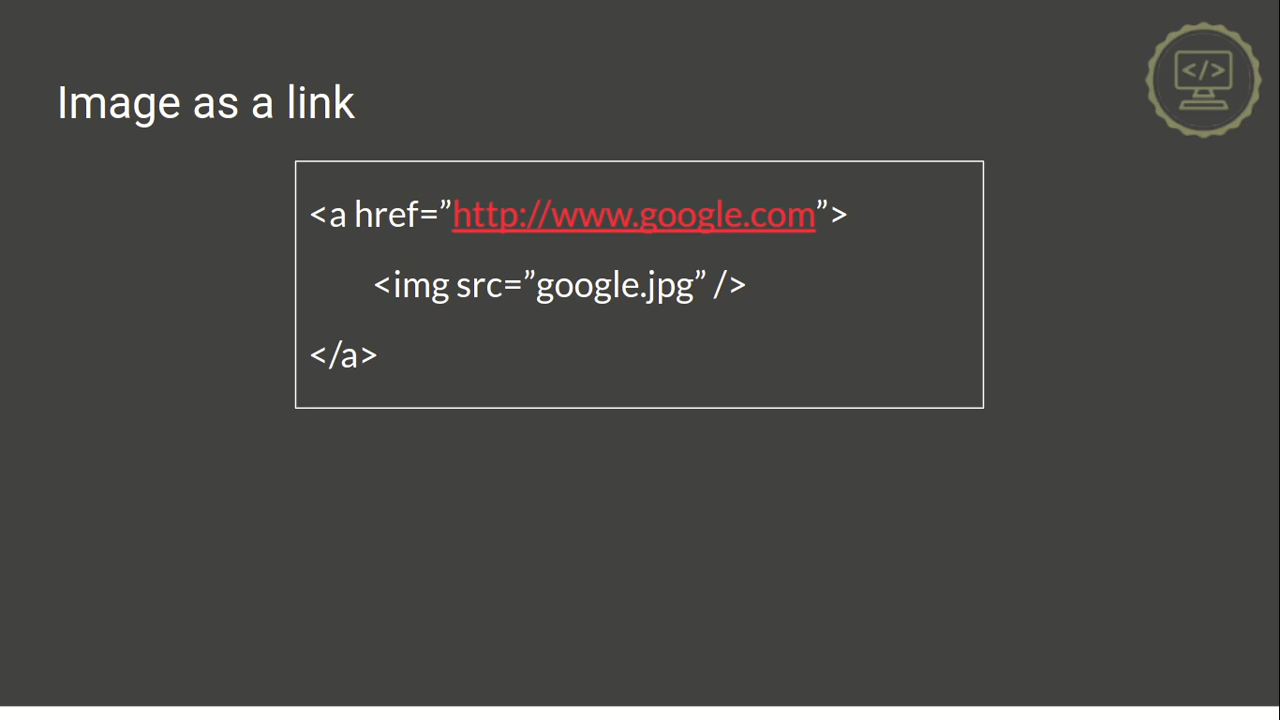 </>
Image as a link
<a href=”http://www.google.com”>
<img src=”google.jpg” />
</a>